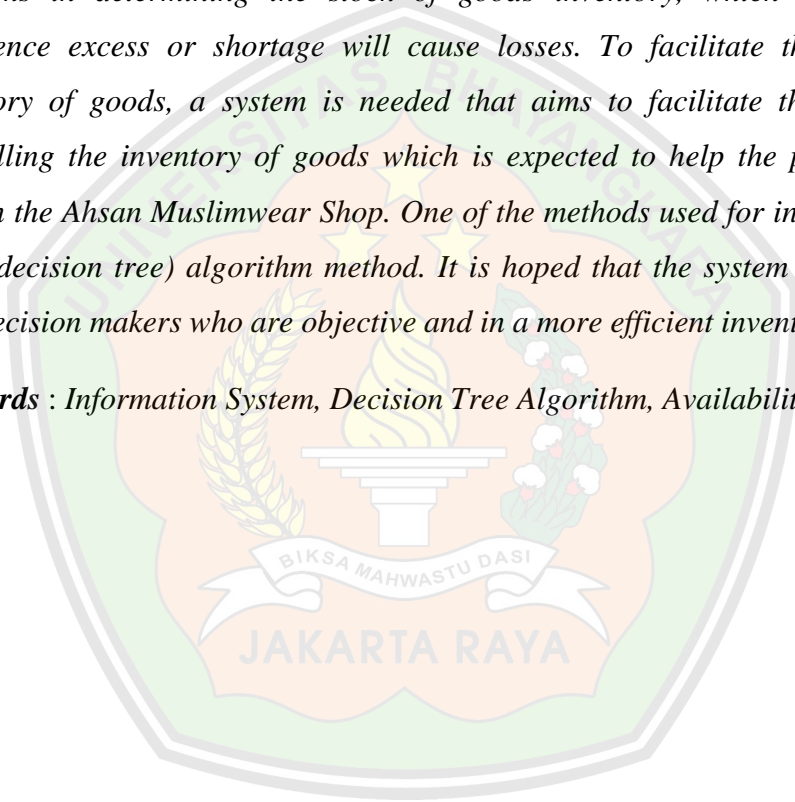 in determining the stock of goods inventory, which
excess or shortage will cause losses. To facilitate
of goods, a system is needed that aims to facilitate
the inventory of goods which is expected to help the
the Ahsan Muslimwear Shop. One of the methods used for
decision tree) algorithm method. It is hoped that the system
decision makers who are objective and in a more efficient
: Information System, Decision Tree Algorithm,
UNIVERSITAS BHAYANGKARA
BIKSA MAHWASTU DASI
JAKARTA RAYA